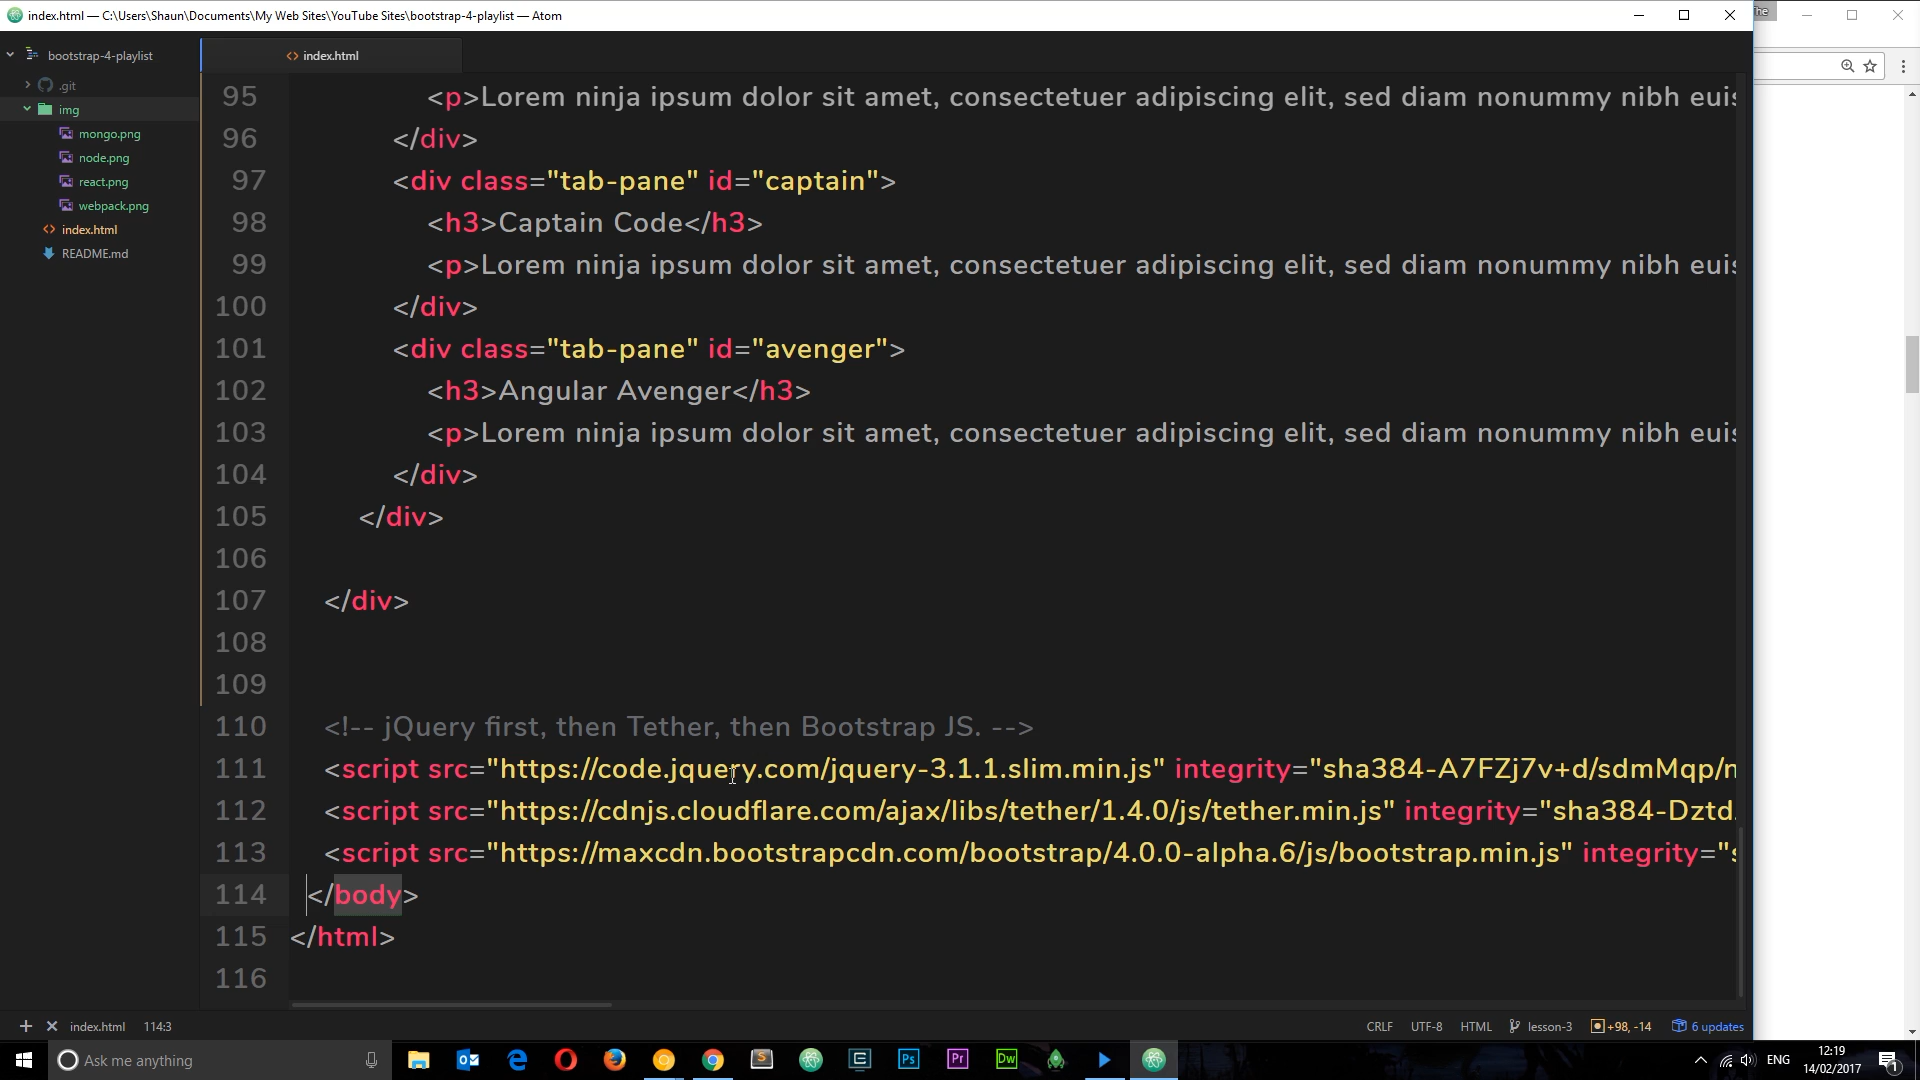 index.html — C:\Users\Shaun\Documents\My Web Sites\YouTube Sites\bootstrap-4-playlist — Atom
bootstrap-4-playlist
.git
img
mongo.png
node.png
react.png
webpack.png
index.html
README.md
index.html
95 <p>Lorem ninja ipsum dolor sit amet, consectetuer adipiscing elit, sed diam nonummy nibh euis
96 </div>
97 <div class="tab-pane" id="captain">
98 <h3>Captain Code</h3>
99 <p>Lorem ninja ipsum dolor sit amet, consectetuer adipiscing elit, sed diam nonummy nibh euis
100 </div>
101 <div class="tab-pane" id="avenger">
102 <h3>Angular Avenger</h3>
103 <p>Lorem ninja ipsum dolor sit amet, consectetuer adipiscing elit, sed diam nonummy nibh euis
104 </div>
105 </div>
106
107 </div>
108
109
110 <!-- jQuery first, then Tether, then Bootstrap JS. -->
111 <script src="https://code.jquery.com/jquery-3.1.1.slim.min.js" integrity="sha384-A7FZj7v+d/sdmMqp/n
112 <script src="https://cdnjs.cloudflare.com/ajax/libs/tether/1.4.0/js/tether.min.js" integrity="sha384-Dztd
113 <script src="https://maxcdn.bootstrapcdn.com/bootstrap/4.0.0-alpha.6/js/bootstrap.min.js" integrity="s
114 </body>
115 </html>
116
index.html 114:3 CRLF UTF-8 HTML lesson-3 +98, -14 6 updates
Ask me anything
ENG
12:19
14/02/2017